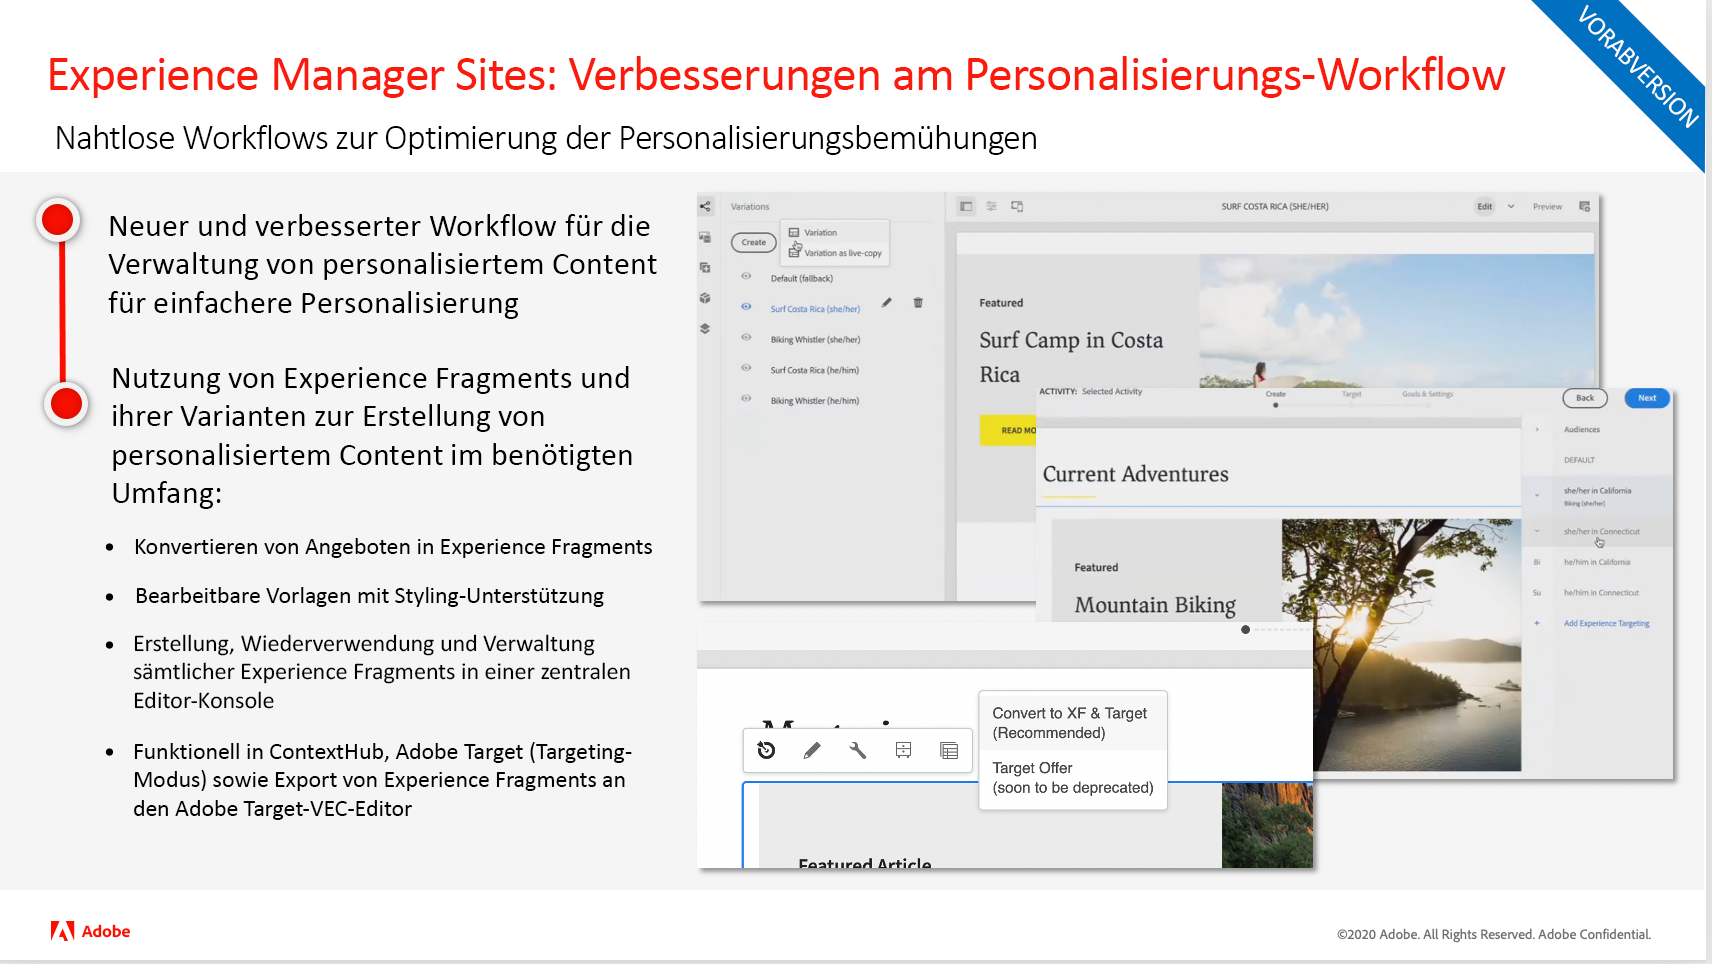 VORABVERSION
Experience Manager Sites: Verbesserungen am Personalisierungs-Workflow
Nahtlose Workflows zur Optimierung der Personalisierungsbemühungen
Neuer und verbesserter Workflow für die
Verwaltung von personalisiertem Content
für einfachere Personalisierung
Nutzung von Experience Fragments und
ihrer Varianten zur Erstellung von
personalisiertem Content im benötigten
Umfang:
• Konvertieren von Angeboten in Experience Fragments
• Bearbeitbare Vorlagen mit Styling-Unterstützung
• Erstellung, Wiederverwendung und Verwaltung
sämtlicher Experience Fragments in einer zentralen
Editor-Konsole
• Funktionell in ContextHub, Adobe Target (Targeting-
Modus) sowie Export von Experience Fragments an
den Adobe Target-VEC-Editor
Variations
SURF COSTA RICA (SHE/HER)
Edit
Preview
Create
Variation
Variation as live-copy
Default (fallback)
Surf Costa Rica (she/her)
Biking Whistler (she/her)
Surf Costa Rica (he/him)
Biking Whistler (he/him)
Featured
Surf Camp in Costa
Rica
READ MO
ACTIVITY: Selected Activity
Create
Target
Goals & Settings
Back
Next
Current Adventures
Featured
Mountain Biking
Audiences
DEFAULT
she/her in California
Biking (she/her)
she/her in Connecticut
Bi
he/him in California
Su
he/him in Connecticut
+ Add Experience Targeting
Convert to XF & Target
(Recommended)
Target Offer
(soon to be deprecated)
Featured Article
Adobe
©2020 Adobe. All Rights Reserved. Adobe Confidential.